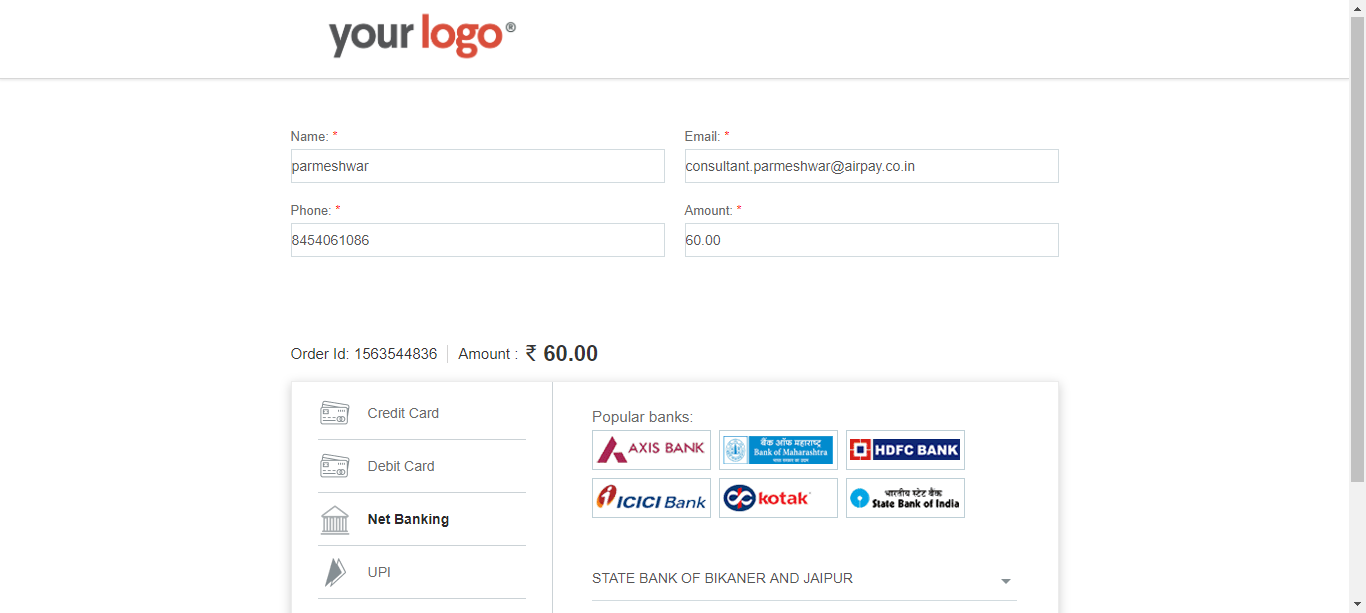 your logo®
Name: * Email: *
parmeshwar consultant.parmeshwar@airpay.co.in
Phone: * Amount: *
8454061086 60.00
Order Id: 1563544836 Amount : ₹ 60.00
Credit Card
Debit Card
Net Banking
UPI
Popular banks:
AXIS BANK
बैंक ऑफ महाराष्ट्र
Bank of Maharashtra
HDFC BANK
ICICI Bank
kotak
भारतीय स्टेट बैंक
State Bank of India
STATE BANK OF BIKANER AND JAIPUR